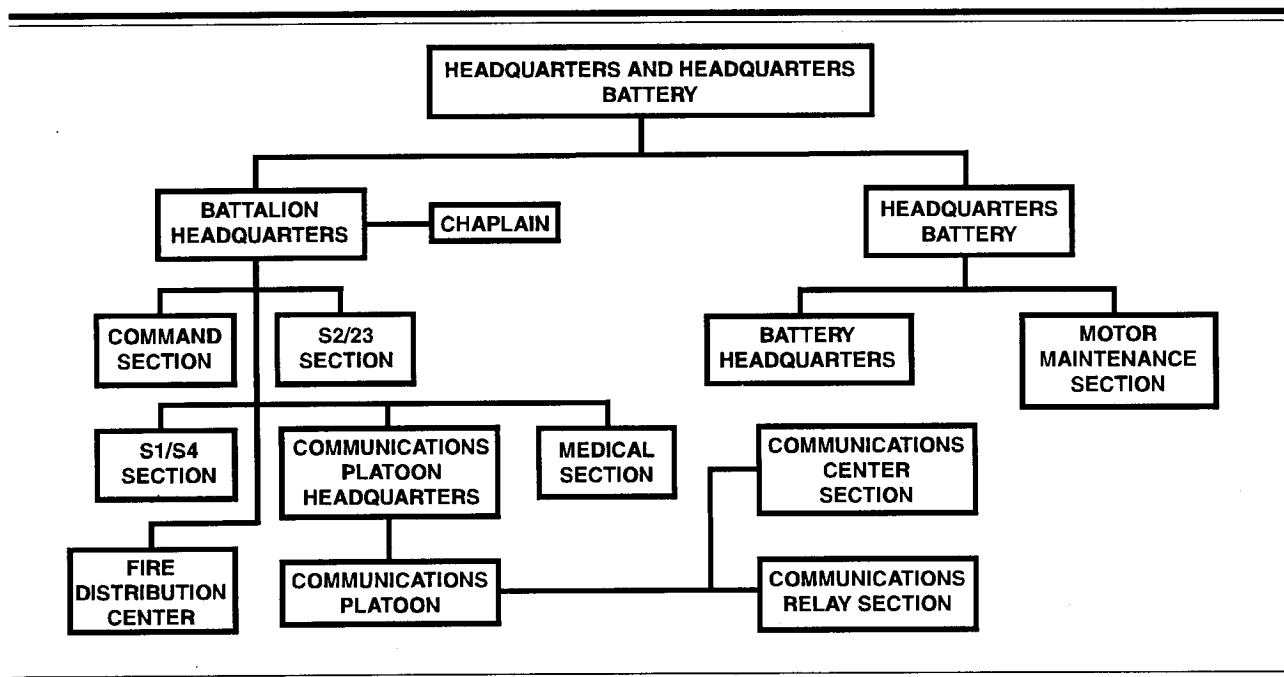 HEADQUARTERS AND HEADQUARTERS
BATTERY
BATTALION
HEADQUARTERS
CHAPLAIN
HEADQUARTERS
BATTERY
COMMAND
SECTION
S2/23
SECTION
BATTERY
HEADQUARTERS
MOTOR
MAINTENANCE
SECTION
S1/S4
SECTION
COMMUNICATIONS
PLATOON
HEADQUARTERS
MEDICAL
SECTION
COMMUNICATIONS
CENTER
SECTION
FIRE
DISTRIBUTION
CENTER
COMMUNICATIONS
PLATOON
COMMUNICATIONS
RELAY SECTION